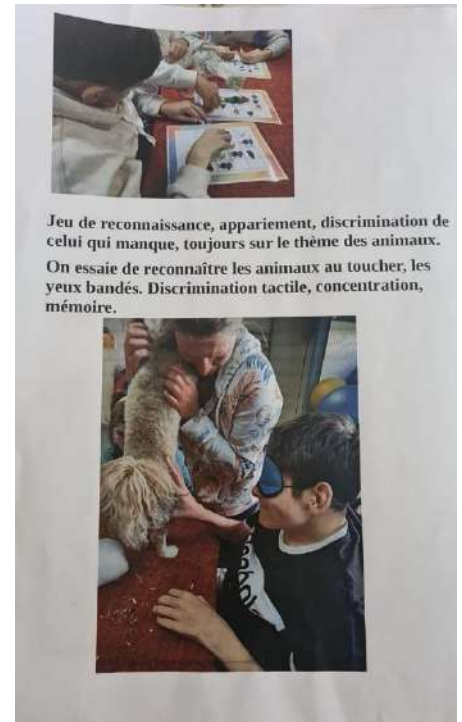 Jeu de reconnaissance, appariement, discrimination de
celui qui manque, toujours sur le thème des animaux.
On essaie de reconnaître les animaux au toucher, les
yeux bandés. Discrimination tactile, concentration,
mémoire.